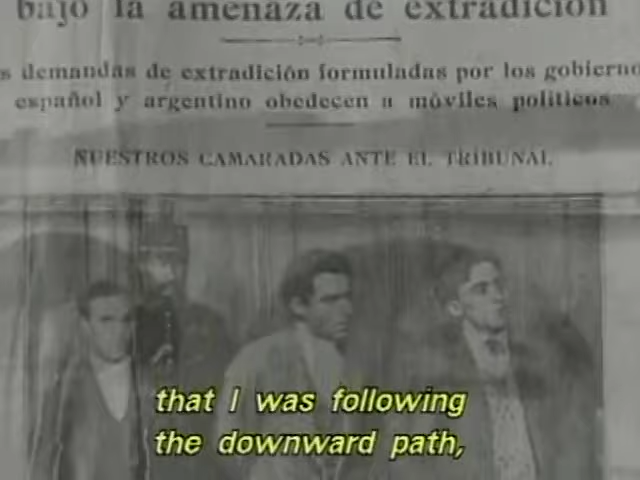 bajo la amenaza de extradición
s demandas de extradición formuladas por los gobierno
español y argentino obedecen a móviles políticos
NUESTROS CAMARADAS ANTE EL TRIBUNAL
that I was following
the downward path,